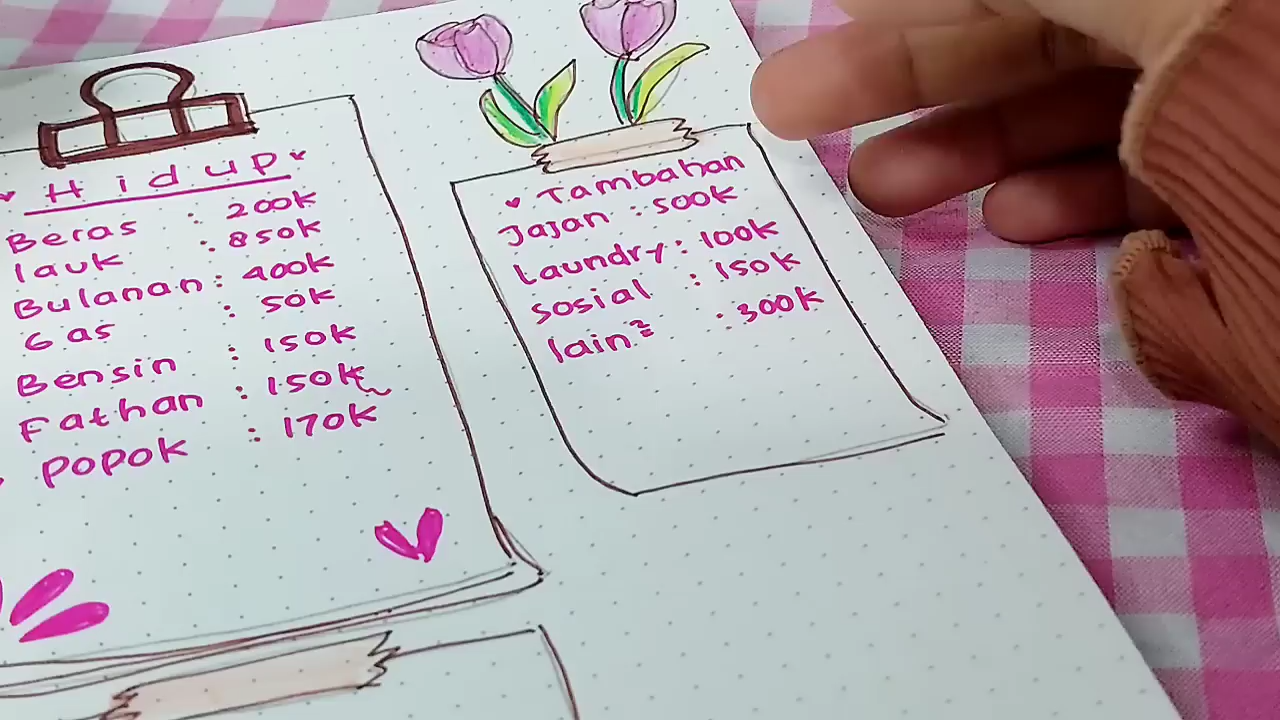 Hidup
Beras : 200k
lauk : 850k
Bulanan : 400k
Gas : 50k
Bensin : 150k
Fathan : 150k
Popok : 170k
Tambahan
Jajan : 500k
Laundry : 100k
Sosial : 150k
lain² : 300k